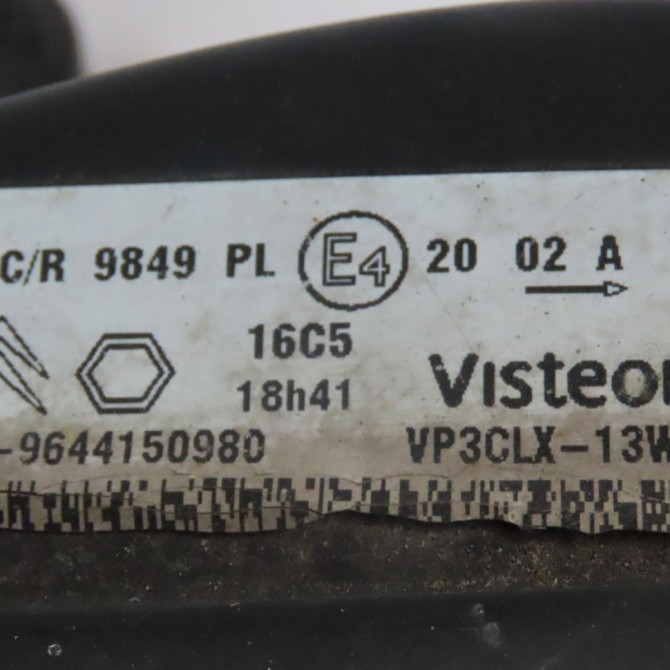 C/R 9849 PL E4 20 02 A
16C5
18h41 Visteo
-9644150980 VP3CLX-13W